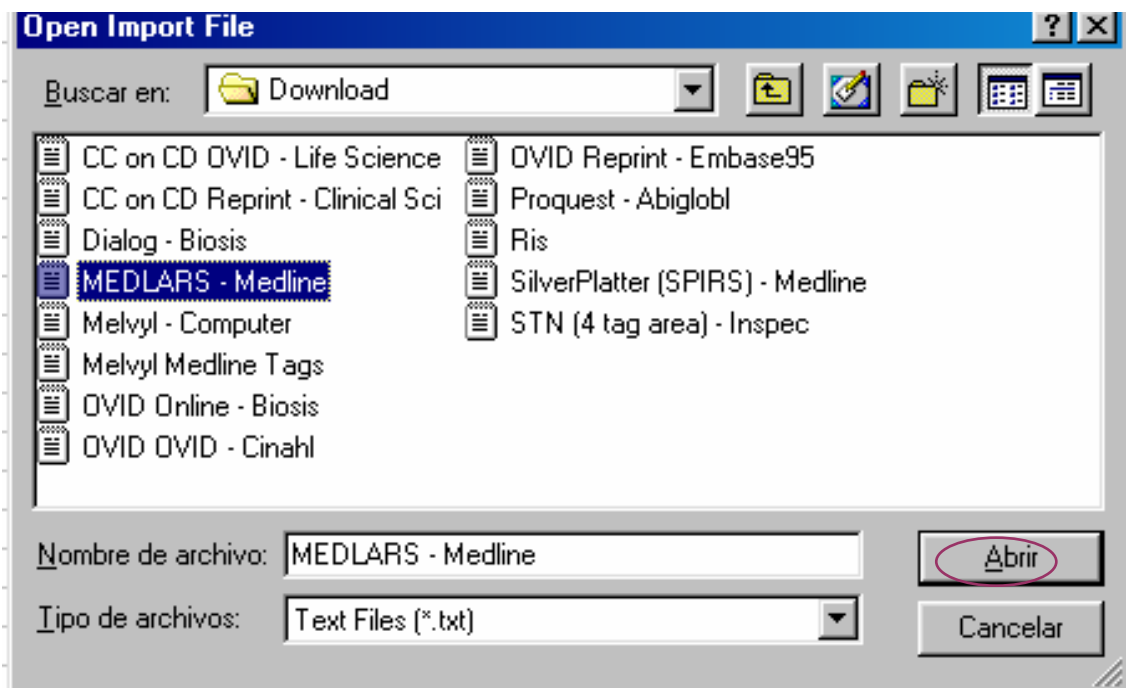 Open Import File
Buscar en: Download
CC on CD OVID - Life Science
CC on CD Reprint - Clinical Sci
Dialog - Biosis
MEDLARS - Medline
Melvyl - Computer
Melvyl Medline Tags
OVID Online - Biosis
OVID OVID - Cinahl
OVID Reprint - Embase95
Proquest - Abiglobl
Ris
SilverPlatter (SPIRS) - Medline
STN (4 tag area) - Inspec
Nombre de archivo: MEDLARS - Medline
Abrir
Tipo de archivos: Text Files (*.txt)
Cancelar